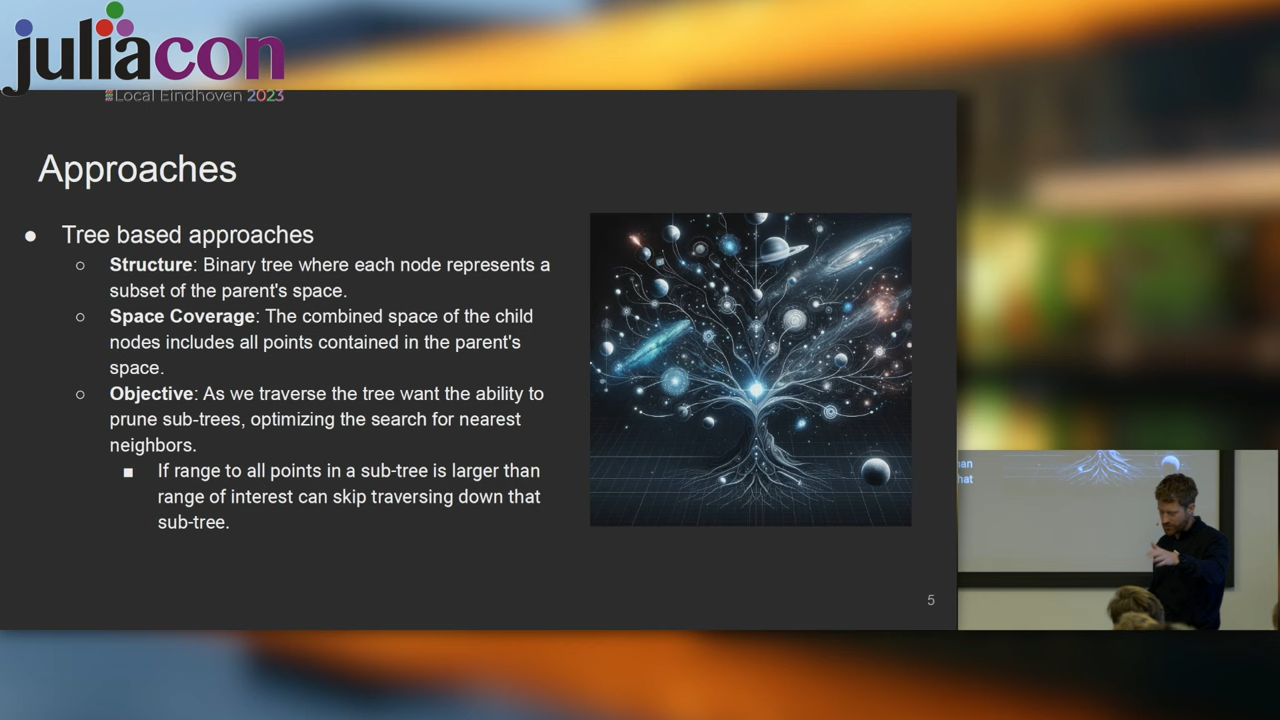 juliacon
Local Eindhoven 2023
Approaches
● Tree based approaches
○ Structure: Binary tree where each node represents a
subset of the parent's space.
○ Space Coverage: The combined space of the child
nodes includes all points contained in the parent's
space.
○ Objective: As we traverse the tree want the ability to
prune sub-trees, optimizing the search for nearest
neighbors.
■ If range to all points in a sub-tree is larger than
range of interest can skip traversing down that
sub-tree.
5
han
hat